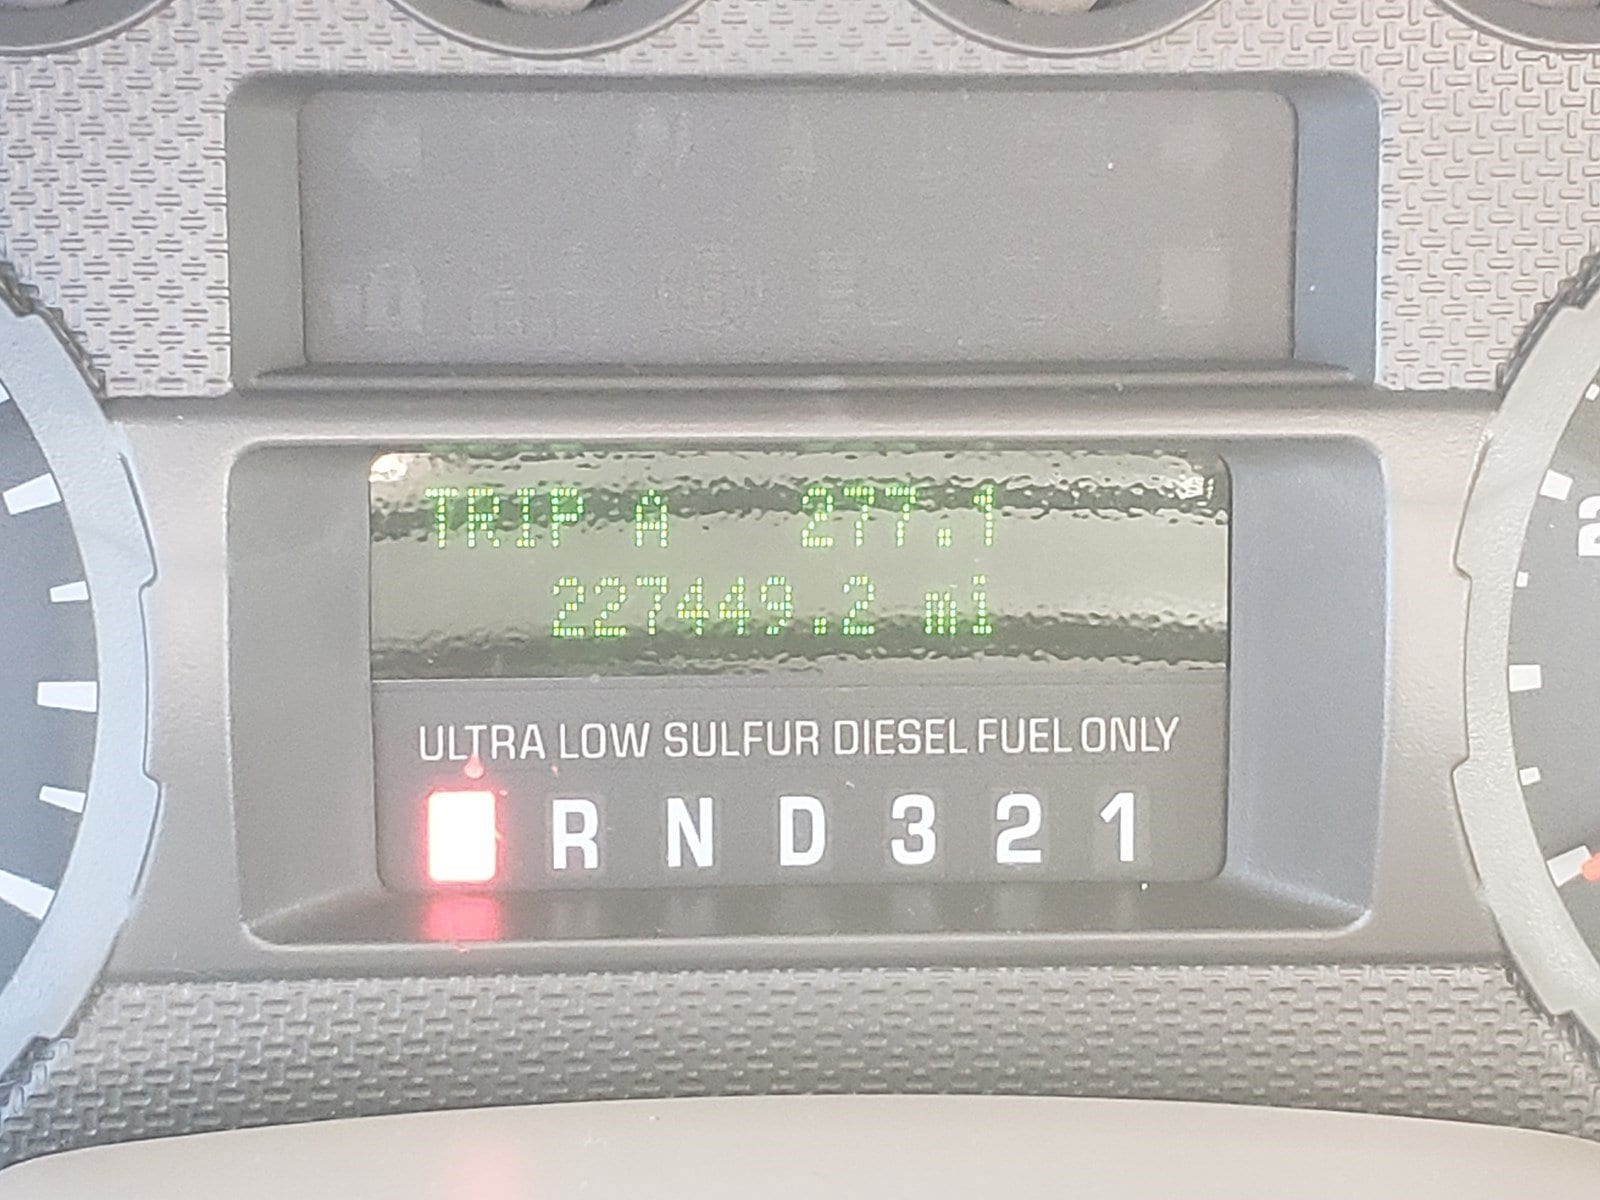 TRIP A 277.1
227449.2 mi
ULTRA LOW SULFUR DIESEL FUEL ONLY
R N D 3 2 1